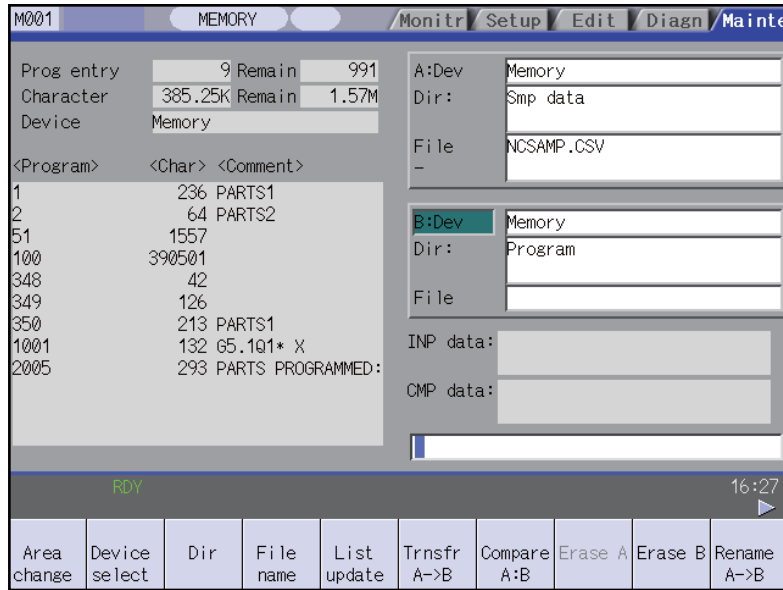 M001 MEMORY Monitr Setup Edit Diagn Mainte
Prog entry 9 Remain 991
Character 385.25K Remain 1.57M
Device Memory
<Program> <Char> <Comment>
1 236 PARTS1
2 64 PARTS2
51 1557
100 390501
348 42
349 126
350 213 PARTS1
1001 132 G5.1Q1* X
2005 293 PARTS PROGRAMMED:
A:Dev Memory
Dir: Smp data
File NCSAMP.CSV
—
B:Dev Memory
Dir: Program
File
INP data:
CMP data:
RDY 16:27
Area change
Device select
Dir
File name
List update
Trnsfr A->B
Compare A:B
Erase A
Erase B
Rename A->B